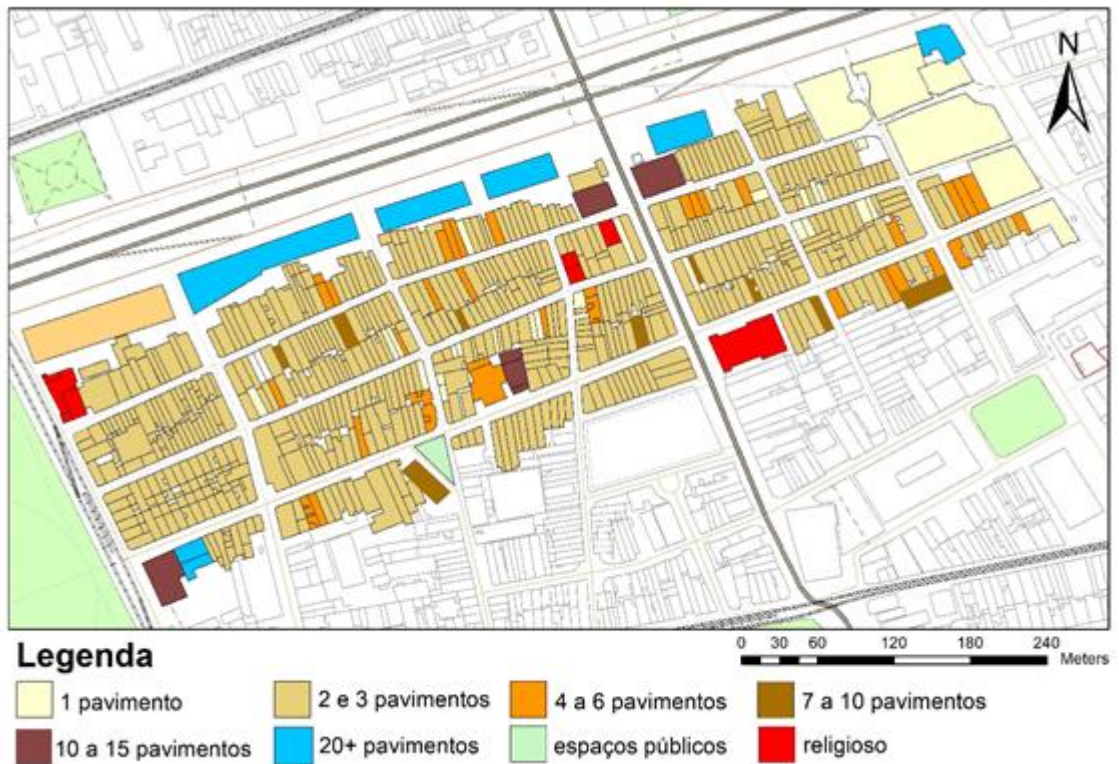 N
0 30 60 120 180 240
Meters
Legenda
1 pavimento
2 e 3 pavimentos
4 a 6 pavimentos
7 a 10 pavimentos
10 a 15 pavimentos
20+ pavimentos
espaços públicos
religioso